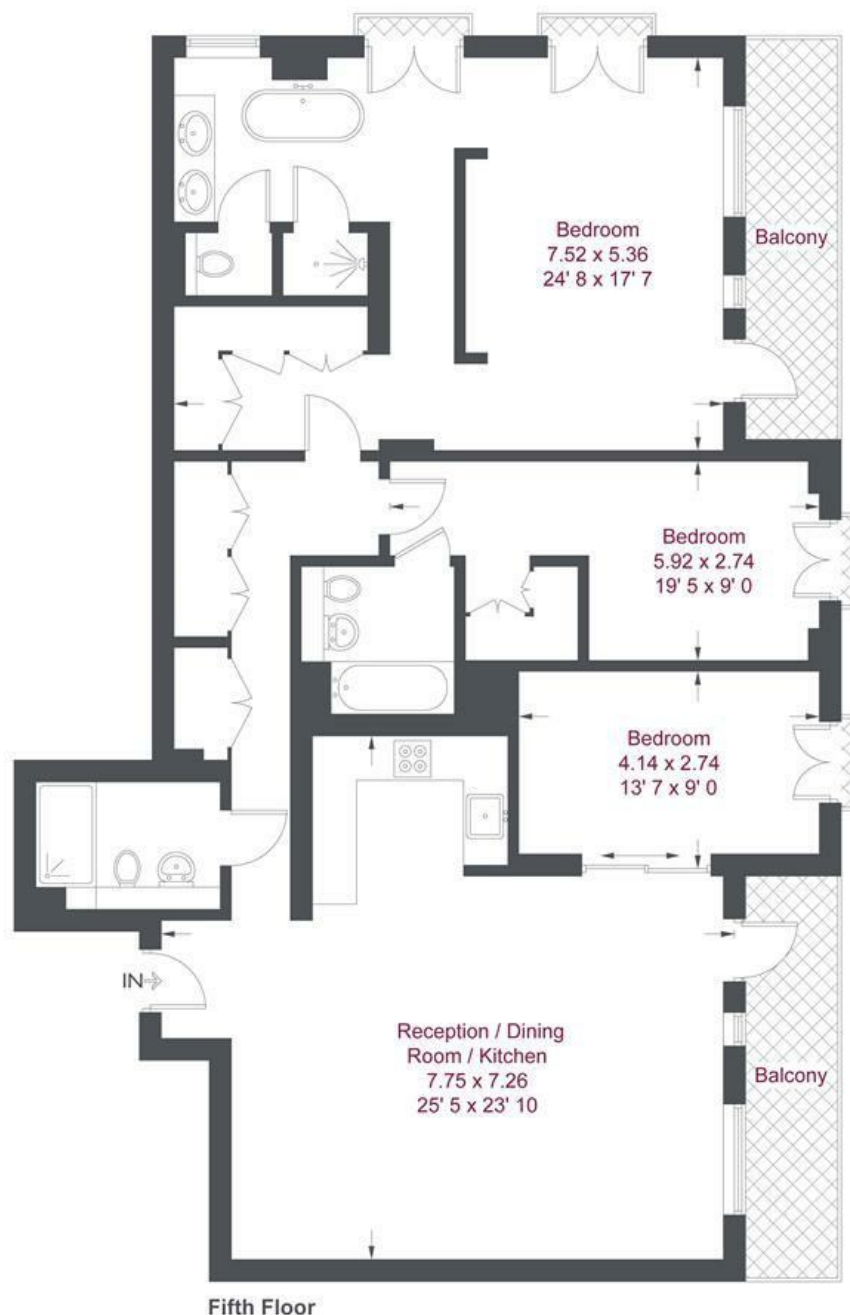 Bedroom
7.52 x 5.36
24' 8 x 17' 7
Balcony
Bedroom
5.92 x 2.74
19' 5 x 9' 0
Bedroom
4.14 x 2.74
13' 7 x 9' 0
IN
Reception / Dining
Room / Kitchen
7.75 x 7.26
25' 5 x 23' 10
Balcony
Fifth Floor